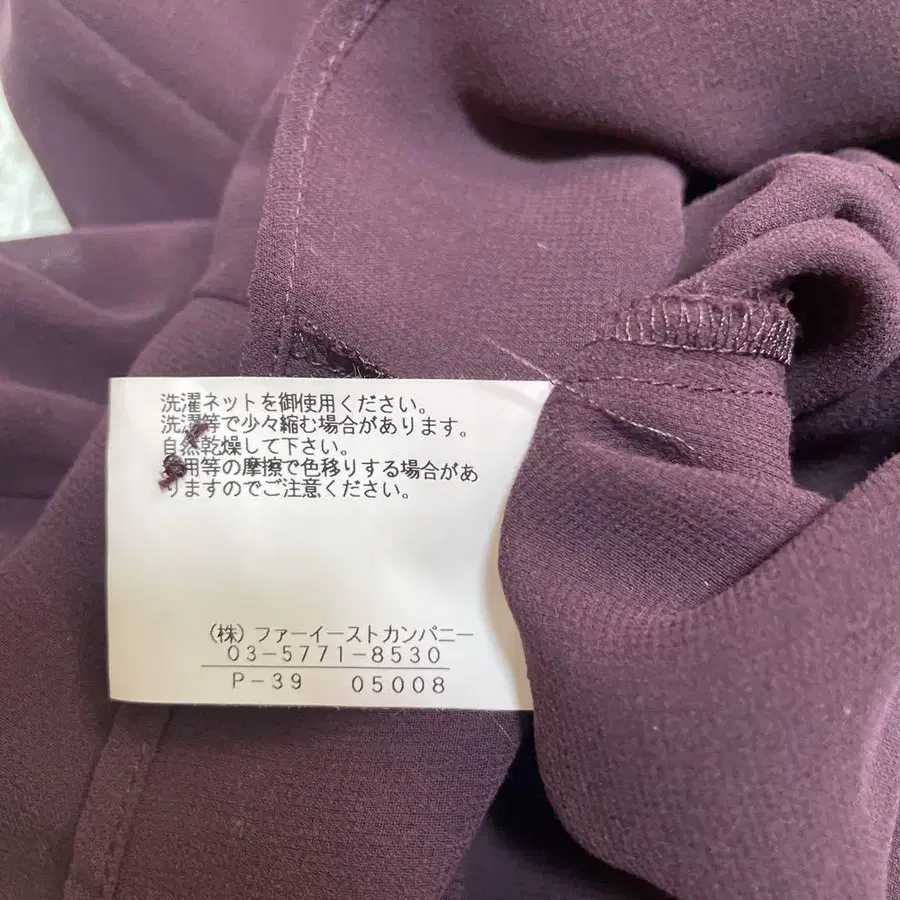 洗濯ネットを御使用ください。
洗濯等で少々縮む場合があります。
自然乾燥して下さい。
用等の摩擦で色移りする場合があ
りますのでご注意ください。
(株)ファーイーストカンパニー
03-5771-8530
P-39 05008